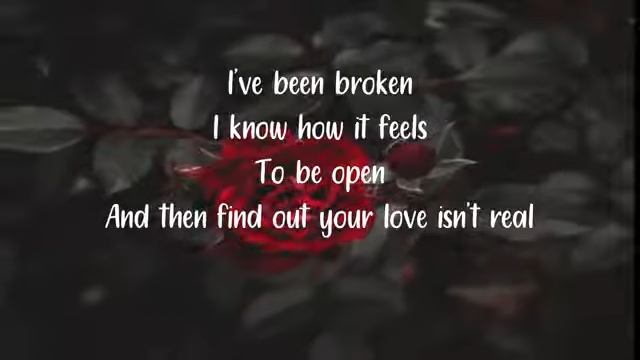 I've been broken
I know how it feels
To be open
And then find out your love isn't real